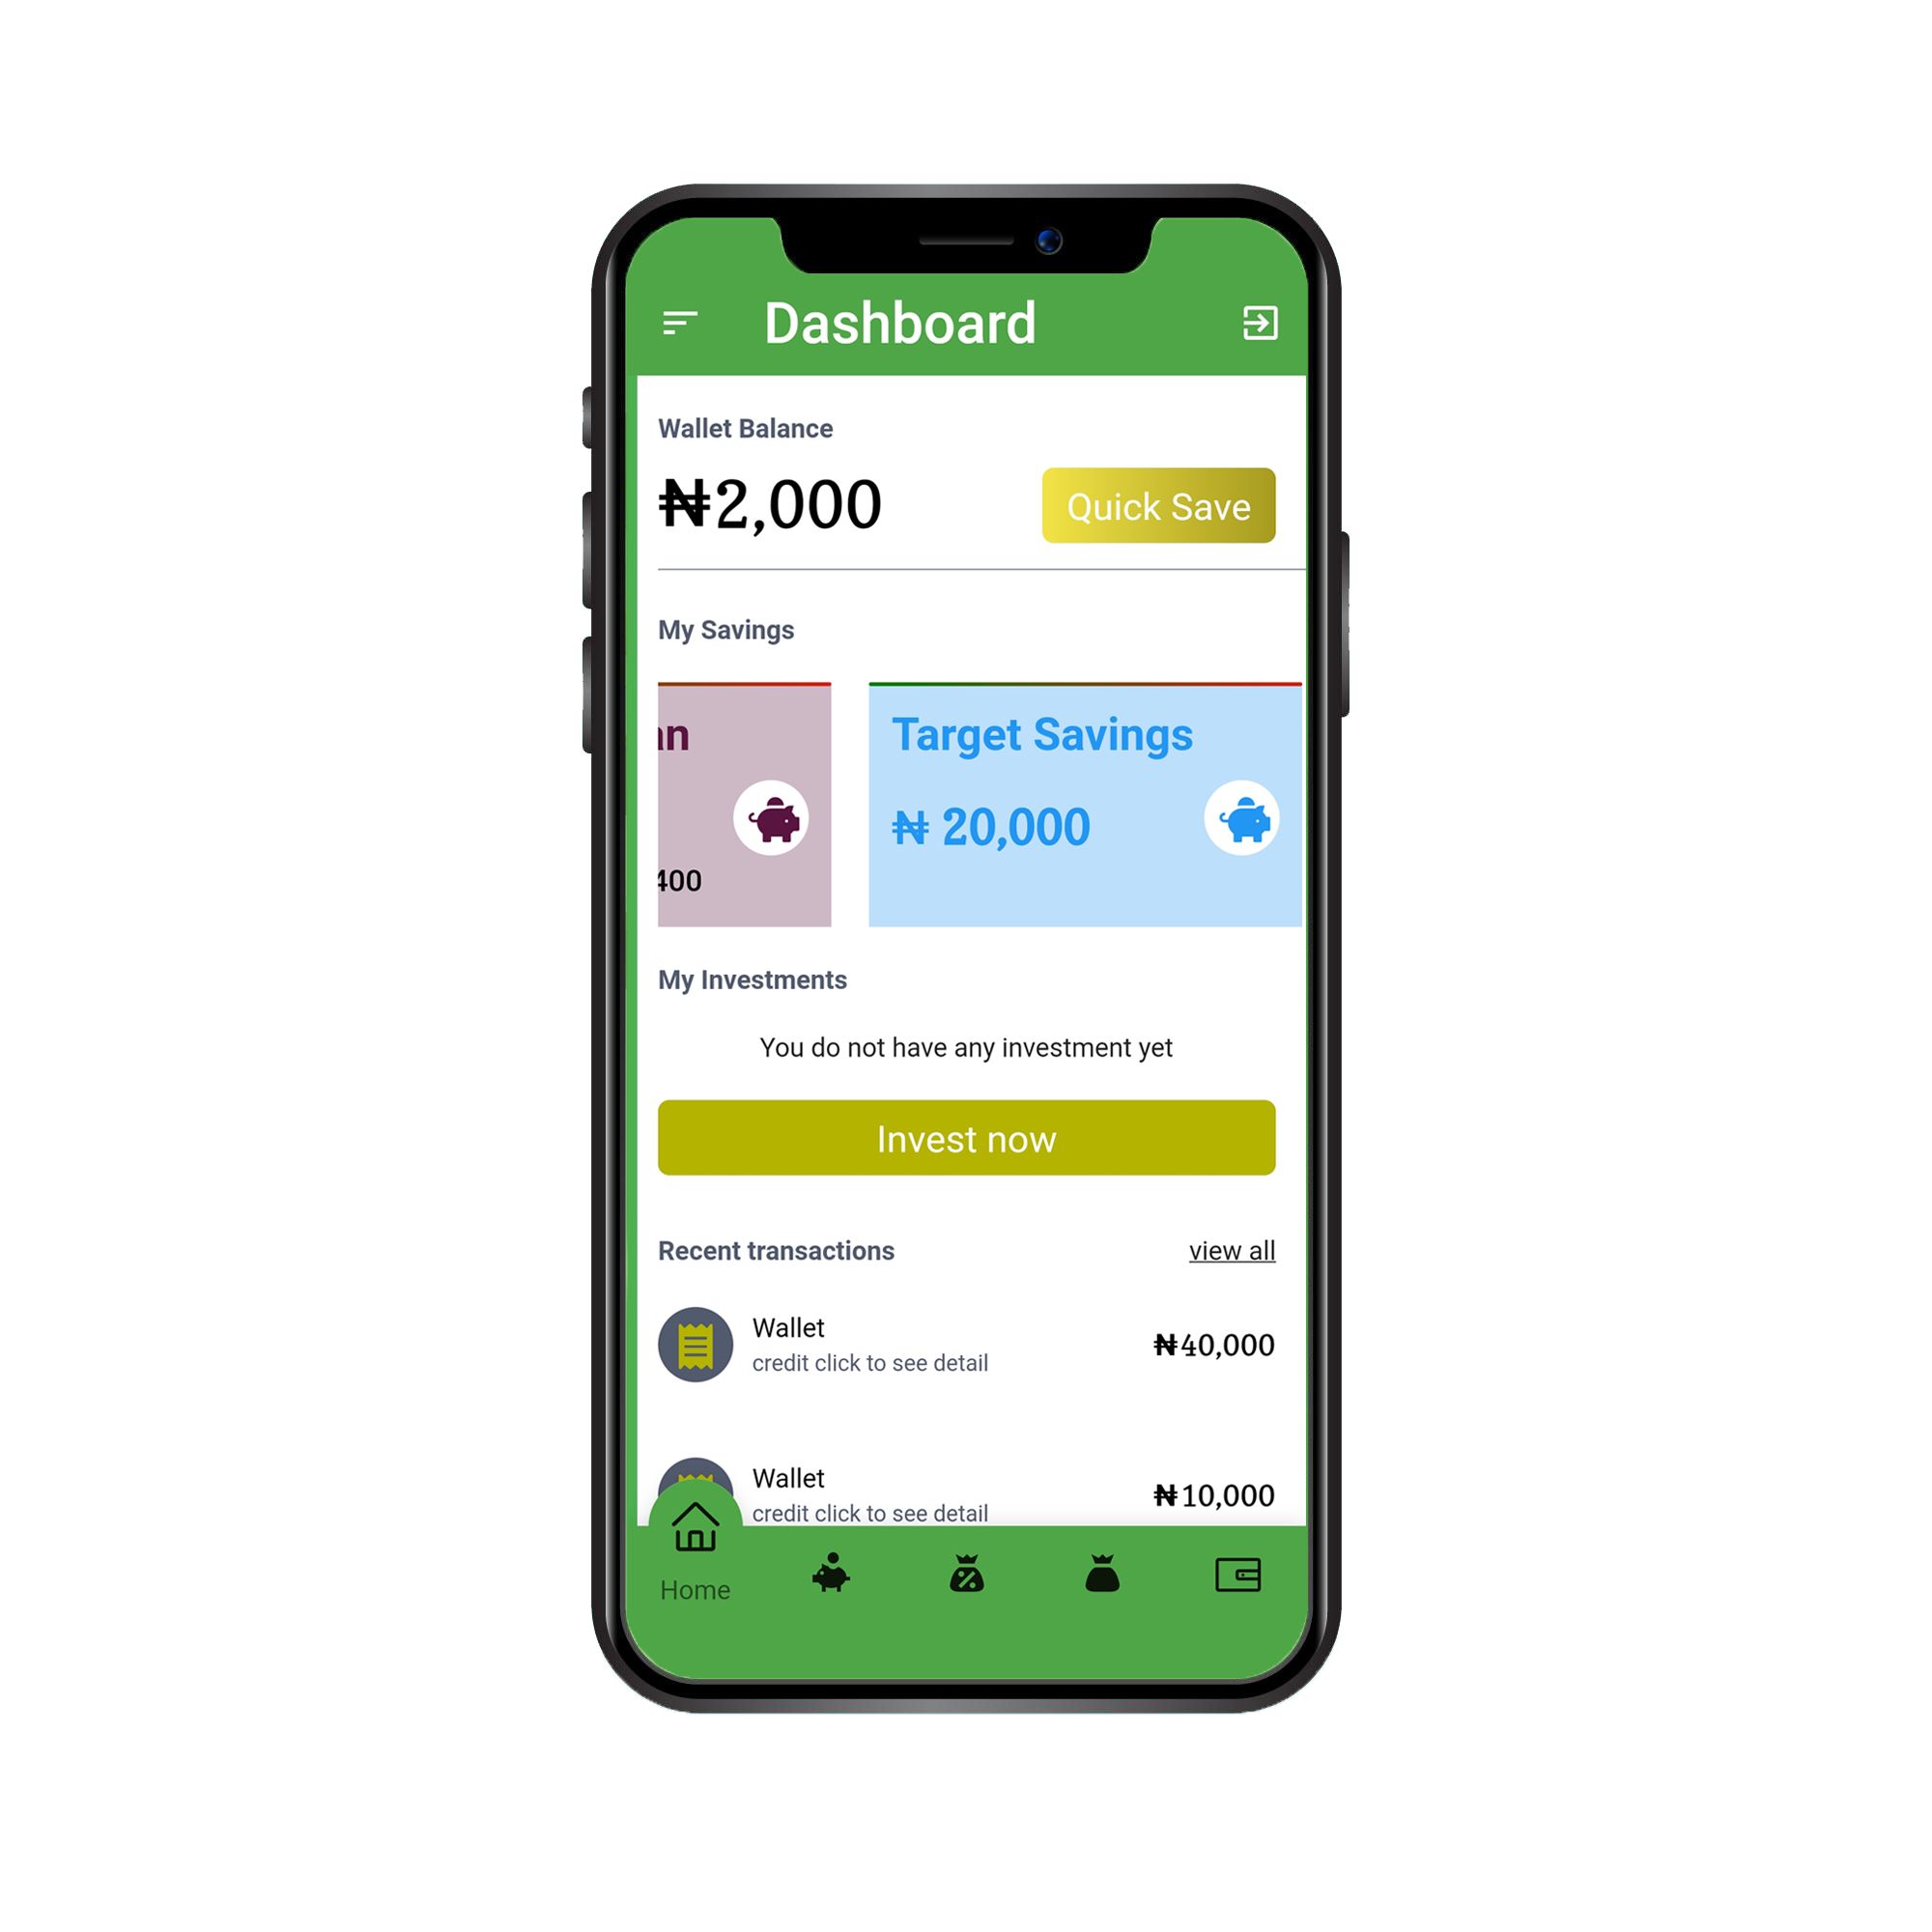 Dashboard
Wallet Balance
₦2,000
Quick Save
My Savings
Target Savings
₦ 20,000
400
My Investments
You do not have any investment yet
Invest now
Recent transactions
view all
Wallet
credit click to see detail
₦40,000
Wallet
credit click to see detail
₦10,000
Home